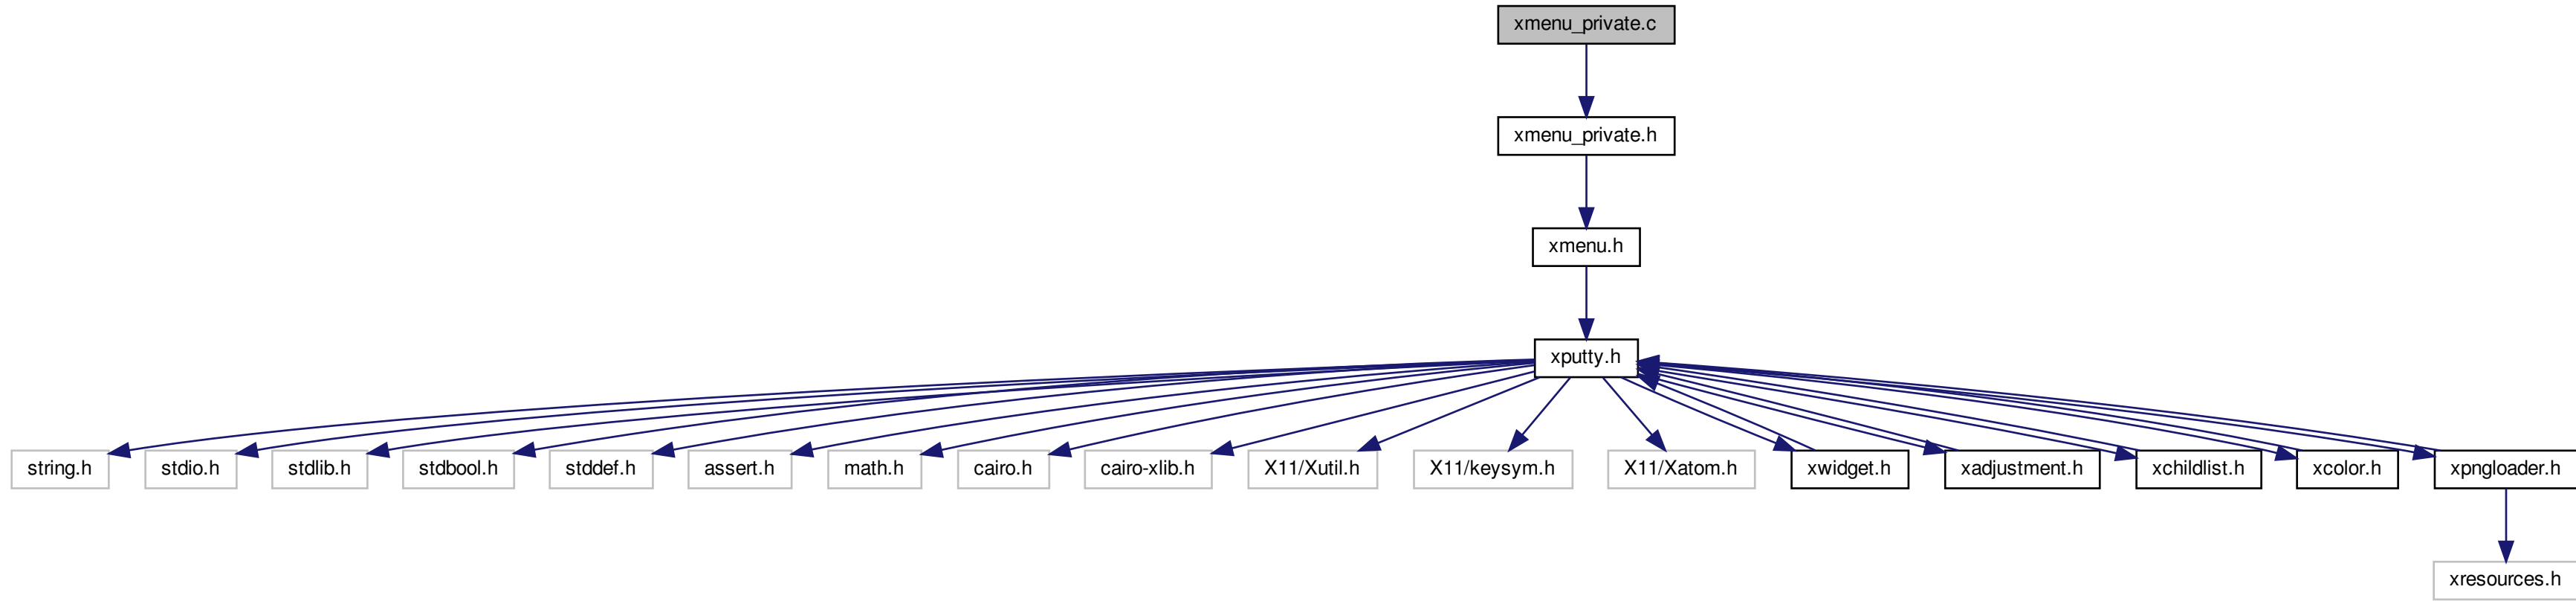 xmenu_private.c
xmenu_private.h
xmenu.h
xputty.h
string.h
stdio.h
stdlib.h
stdbool.h
stddef.h
assert.h
math.h
cairo.h
cairo-xlib.h
X11/Xutil.h
X11/keysym.h
X11/Xatom.h
xwidget.h
xadjustment.h
xchildlist.h
xcolor.h
xpngloader.h
xresources.h